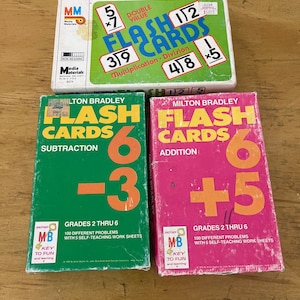 MM
DOUBLE
VALUE
FLASH
CARDS
Multiplication - Division
5
×7
1 2
3 9
4 8
1
×5
Media
Materials
MILTON BRADLEY
FLASH
CARDS
SUBTRACTION
6
-3
GRADES 2 THRU 6
MB
KEY
TO FUN
100 DIFFERENT PROBLEMS
WITH 5 SELF-TEACHING WORK SHEETS
MILTON BRADLEY
FLASH
CARDS
ADDITION
6
+5
GRADES 2 THRU 6
MB
KEY
TO FUN
100 DIFFERENT PROBLEMS
WITH 5 SELF-TEACHING WORK SHEETS